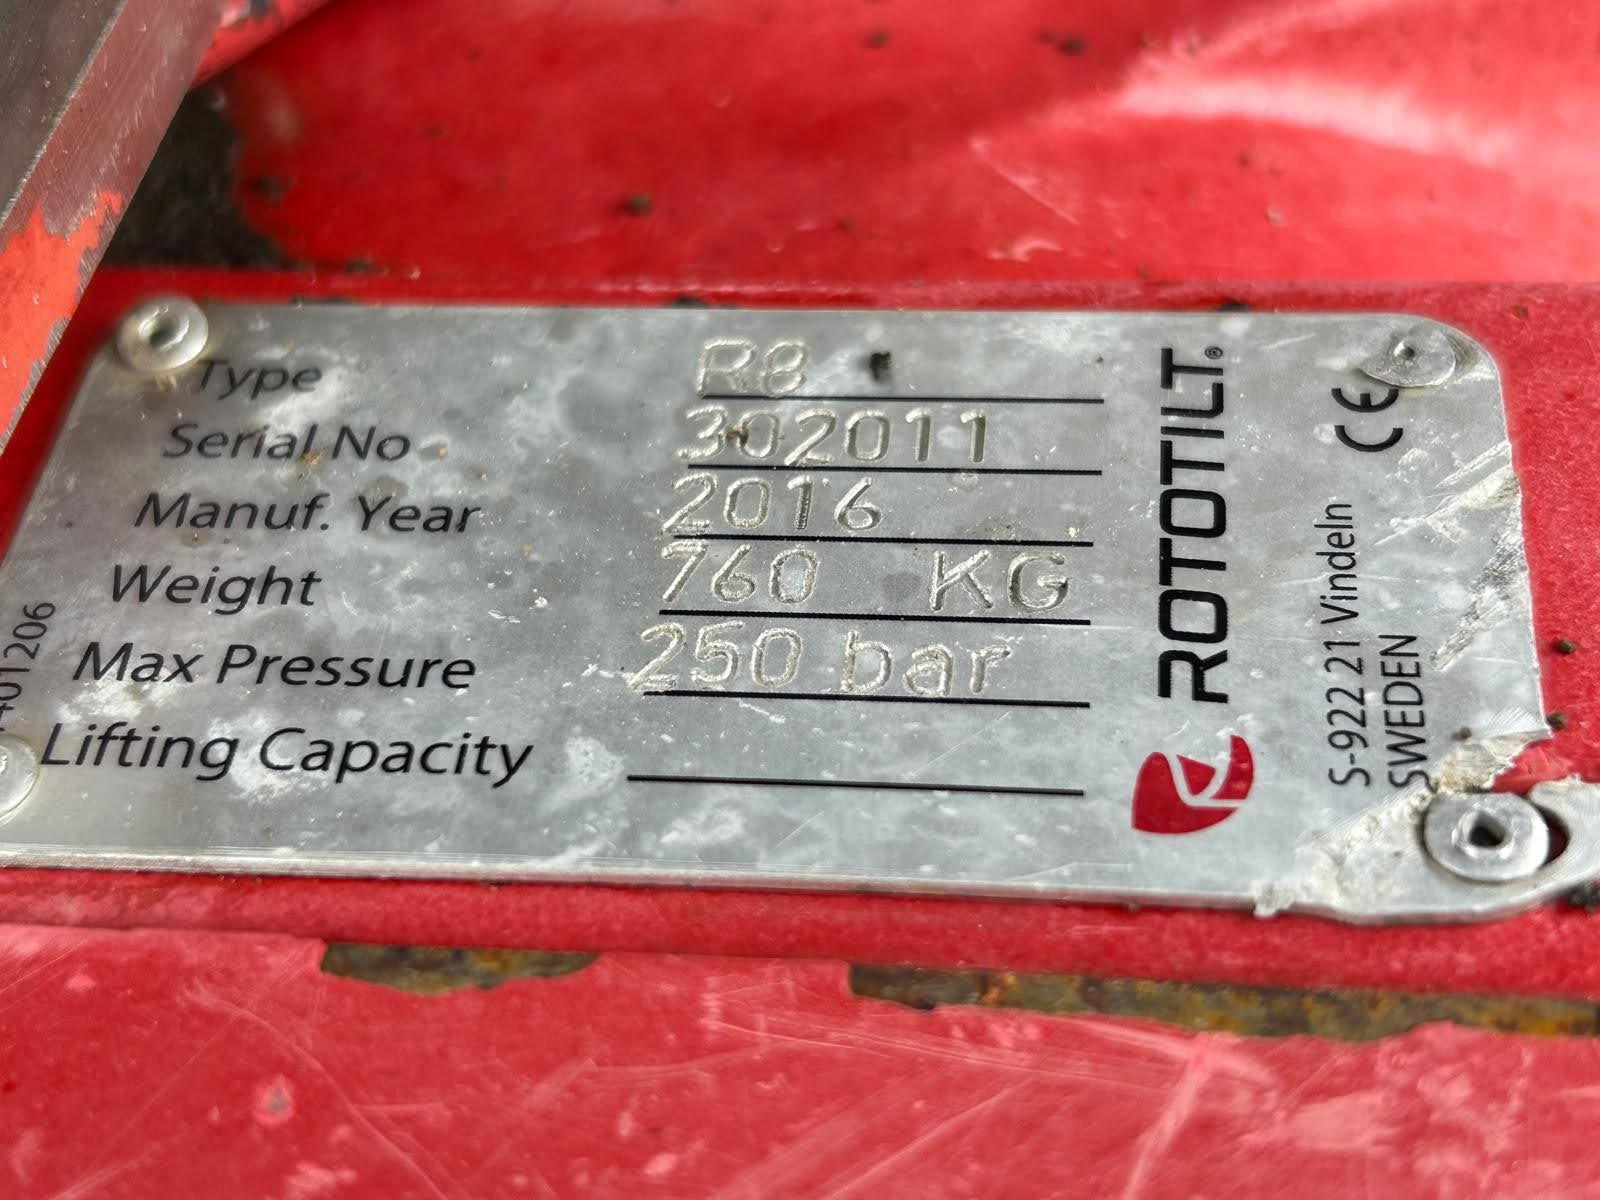 Type R8
Serial No 302011
Manuf. Year 2016
Weight 760 KG
Max Pressure 250 bar
Lifting Capacity
ROTOTILT®
CE
S-922 21 Vindeln
SWEDEN